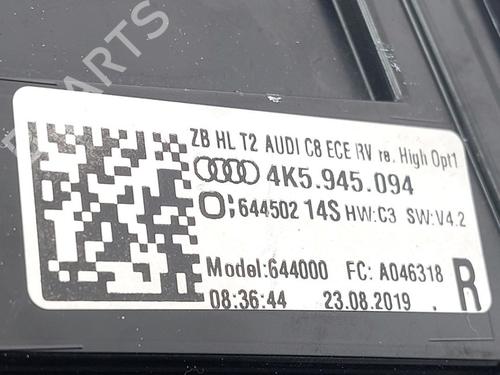 ZB HL T2 AUDI C8 ECE RV re. High Opt1
4K5.945.094
644502 14S HW:C3 SW:V4.2
Model:644000 FC: A046318
08:36:44 23.08.2019 R
PARTS